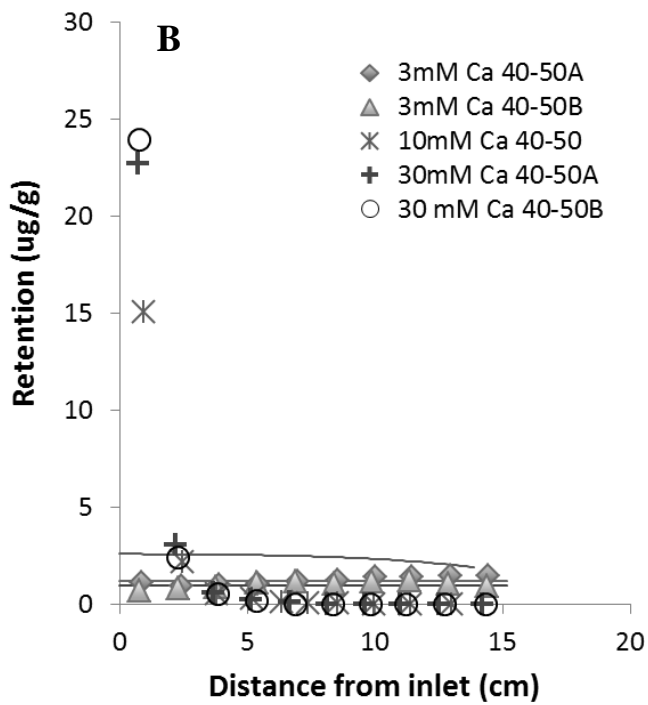 B
30
25
20
15
10
5
0
Retention (ug/g)
3mM Ca 40-50A
3mM Ca 40-50B
10mM Ca 40-50
30mM Ca 40-50A
30 mM Ca 40-50B
0 5 10 15 20
Distance from inlet (cm)